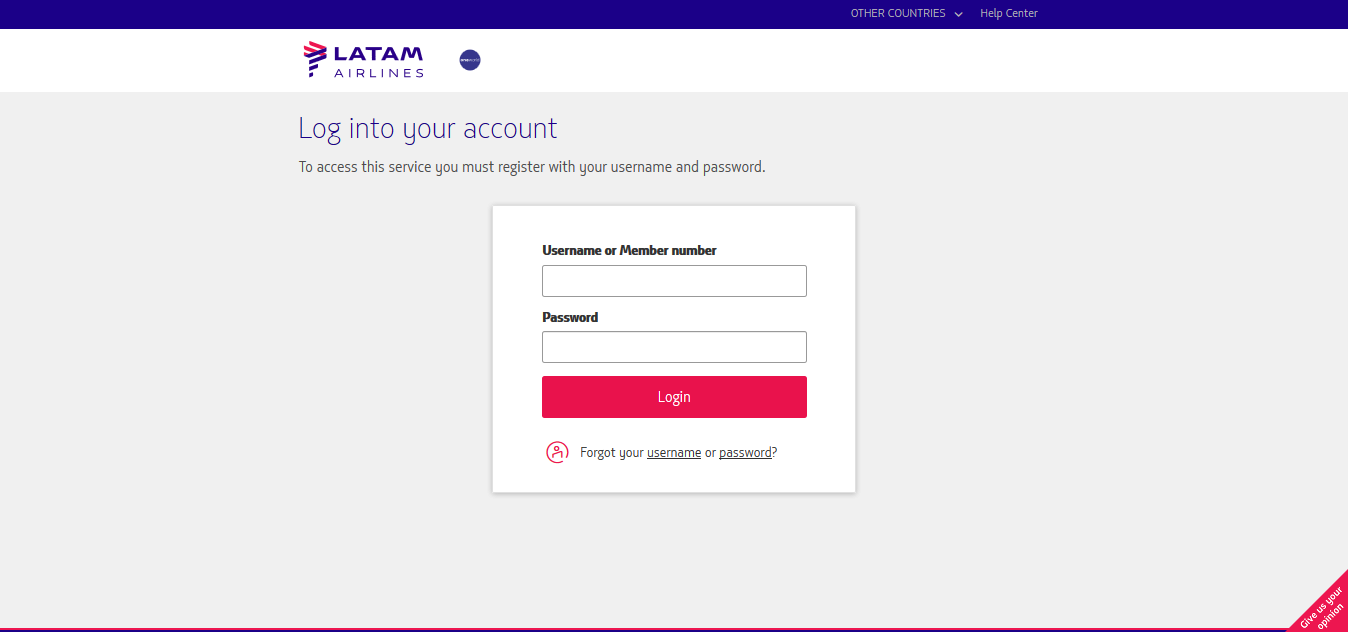 OTHER COUNTRIES Help Center
LATAM
AIRLINES
oneworld
Log into your account
To access this service you must register with your username and password.
Username or Member number
Password
Login
Forgot your username or password?
Give us your
opinion